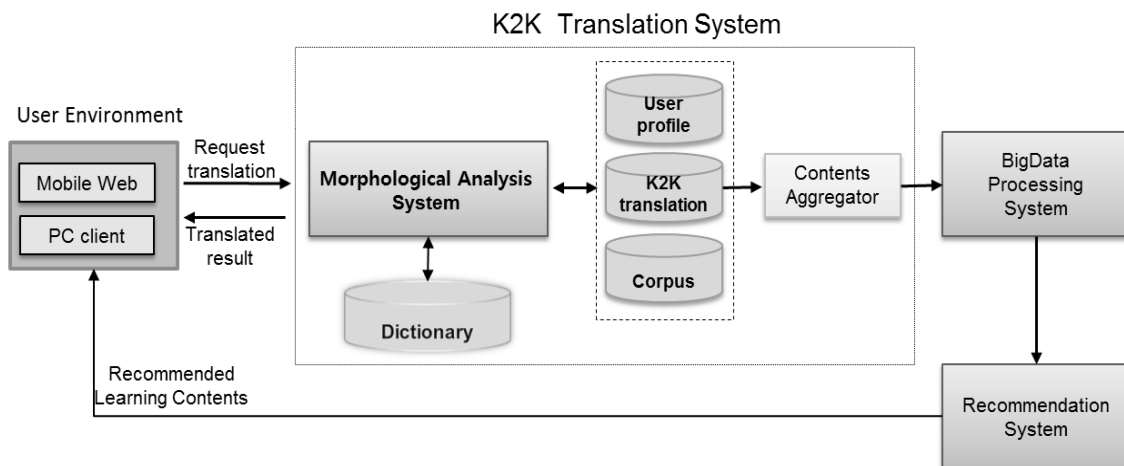 K2K Translation System
User Environment
Mobile Web
PC client
Request
translation
Translated
result
Morphological Analysis
System
Dictionary
User
profile
K2K
translation
Corpus
Contents
Aggregator
BigData
Processing
System
Recommendation
System
Recommended
Learning Contents